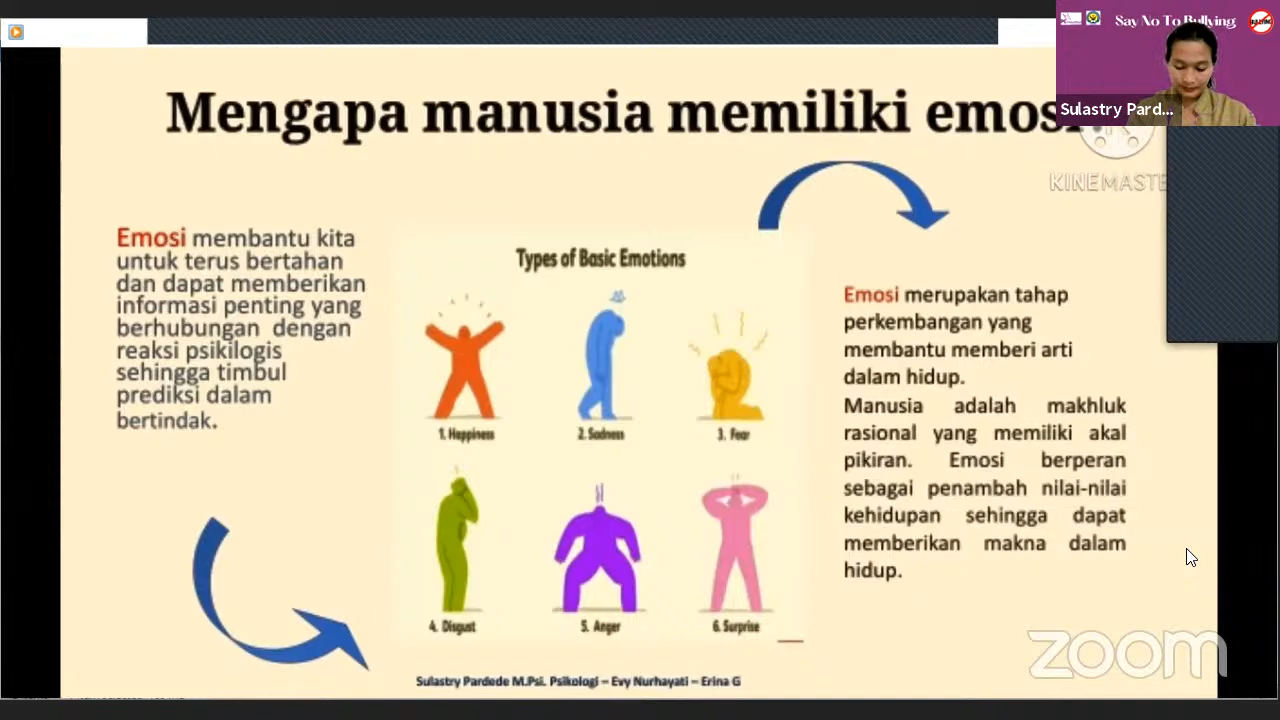 Say No To Bullying
Sulastry Pard...
Mengapa manusia memiliki emosi
KINEMASTE
Emosi membantu kita
untuk terus bertahan
dan dapat memberikan
informasi penting yang
berhubungan dengan
reaksi psikilogis
sehingga timbul
prediksi dalam
bertindak.
Types of Basic Emotions
1. Happiness
2. Sadness
3. Fear
4. Disgust
5. Anger
6. Surprise
Emosi merupakan tahap
perkembangan yang
membantu memberi arti
dalam hidup.
Manusia adalah makhluk
rasional yang memiliki akal
pikiran. Emosi berperan
sebagai penambah nilai-nilai
kehidupan sehingga dapat
memberikan makna dalam
hidup.
zoom
Sulastry Pardede M.Psi. Psikologi – Evy Nurhayati – Erina G